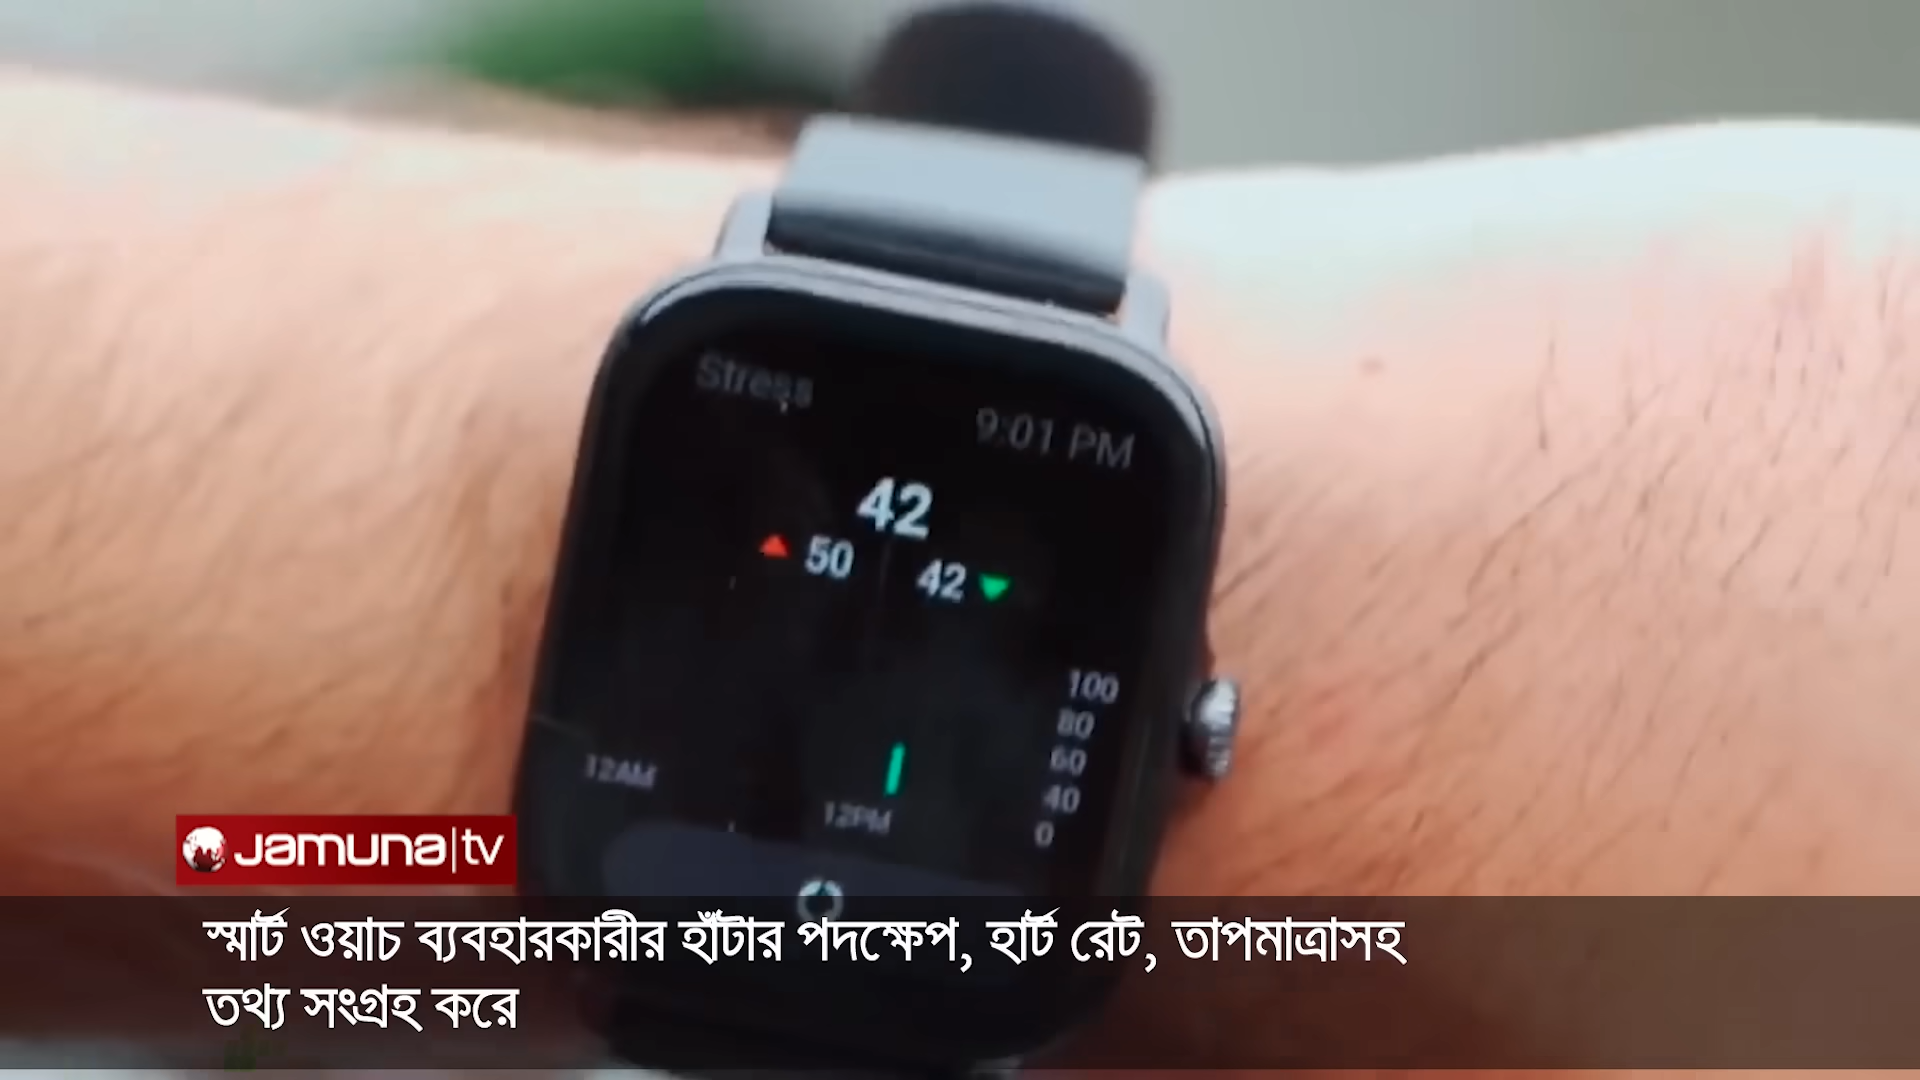 Stress
9:01 PM
42
50 42
100
80
60
40
0
12AM
12PM
Jamuna|tv
স্মার্ট ওয়াচ ব্যবহারকারীর হাঁটার পদক্ষেপ, হার্ট রেট, তাপমাত্রাসহ
তথ্য সংগ্রহ করে